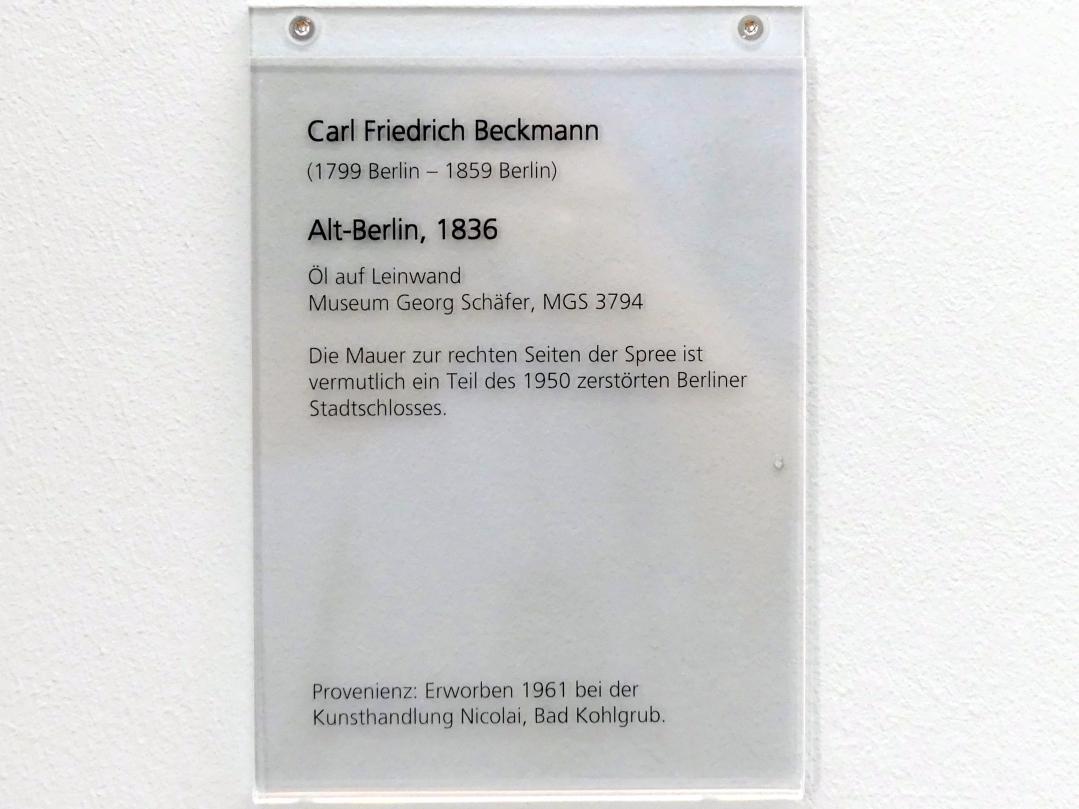 Carl Friedrich Beckmann
(1799 Berlin – 1859 Berlin)
Alt-Berlin, 1836
Öl auf Leinwand
Museum Georg Schäfer, MGS 3794
Die Mauer zur rechten Seiten der Spree ist
vermutlich ein Teil des 1950 zerstörten Berliner
Stadtschlosses.
Provenienz: Erworben 1961 bei der
Kunsthandlung Nicolai, Bad Kohlgrub.